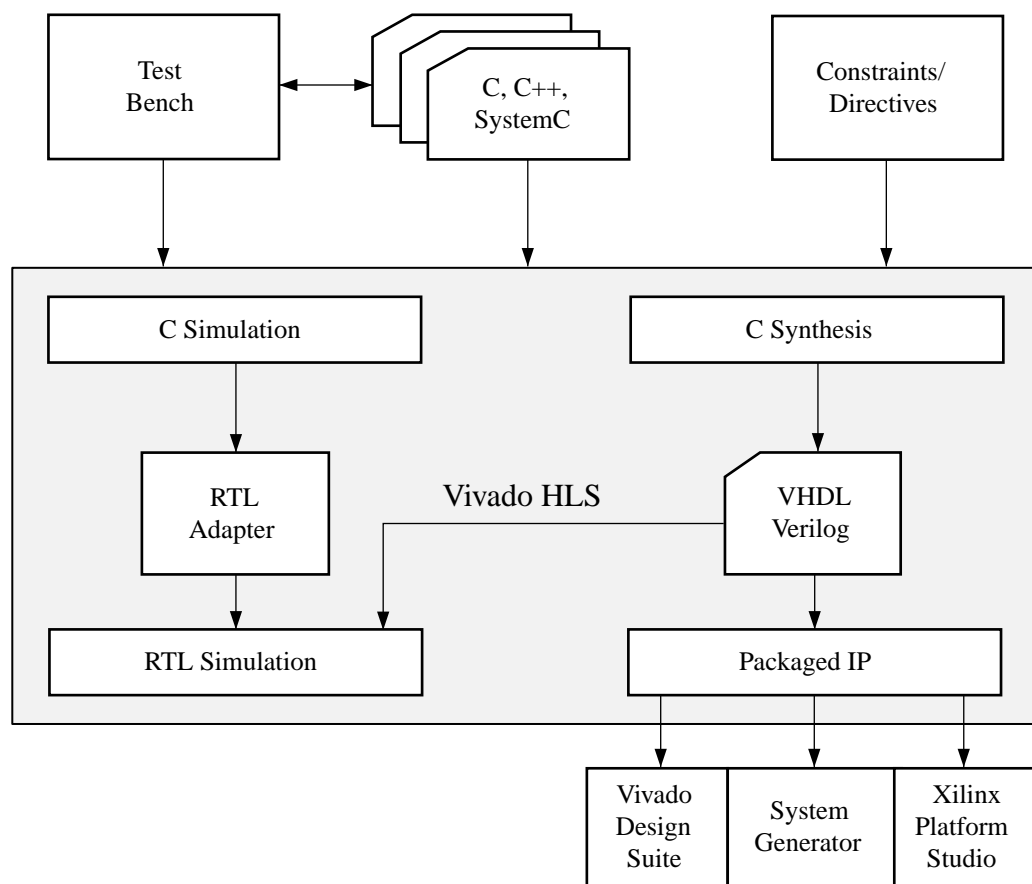 Test
Bench
C, C++,
SystemC
Constraints/
Directives
C Simulation
C Synthesis
RTL
Adapter
Vivado HLS
VHDL
Verilog
RTL Simulation
Packaged IP
Vivado
Design
Suite
System
Generator
Xilinx
Platform
Studio